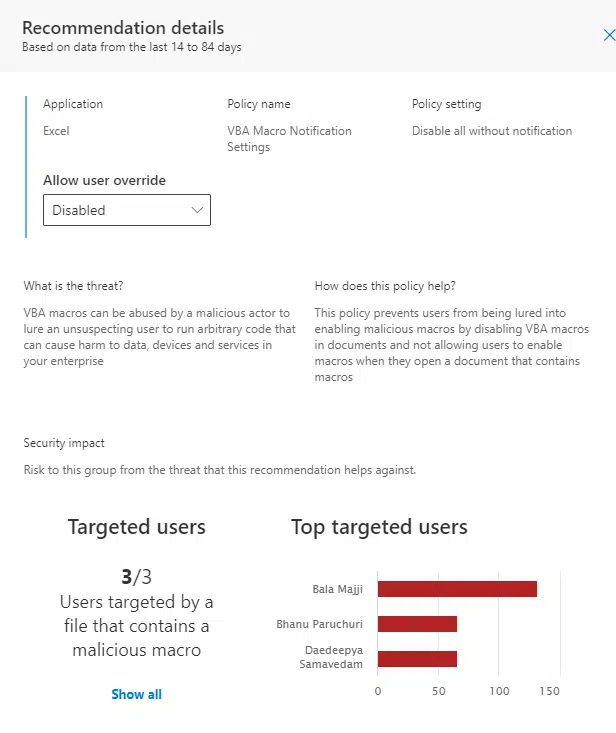 Recommendation details
Based on data from the last 14 to 84 days
Application
Excel
Policy name
VBA Macro Notification
Settings
Policy setting
Disable all without notification
Allow user override
Disabled
What is the threat?
VBA macros can be abused by a malicious actor to
lure an unsuspecting user to run arbitrary code that
can cause harm to data, devices and services in
your enterprise
How does this policy help?
This policy prevents users from being lured into
enabling malicious macros by disabling VBA macros
in documents and not allowing users to enable
macros when they open a document that contains
macros
Security impact
Risk to this group from the threat that this recommendation helps against.
Targeted users
3/3
Users targeted by a
file that contains a
malicious macro
Show all
Top targeted users
Bala Majji
Bhanu Paruchuri
Daedeepya
Samavedam
0 50 100 150